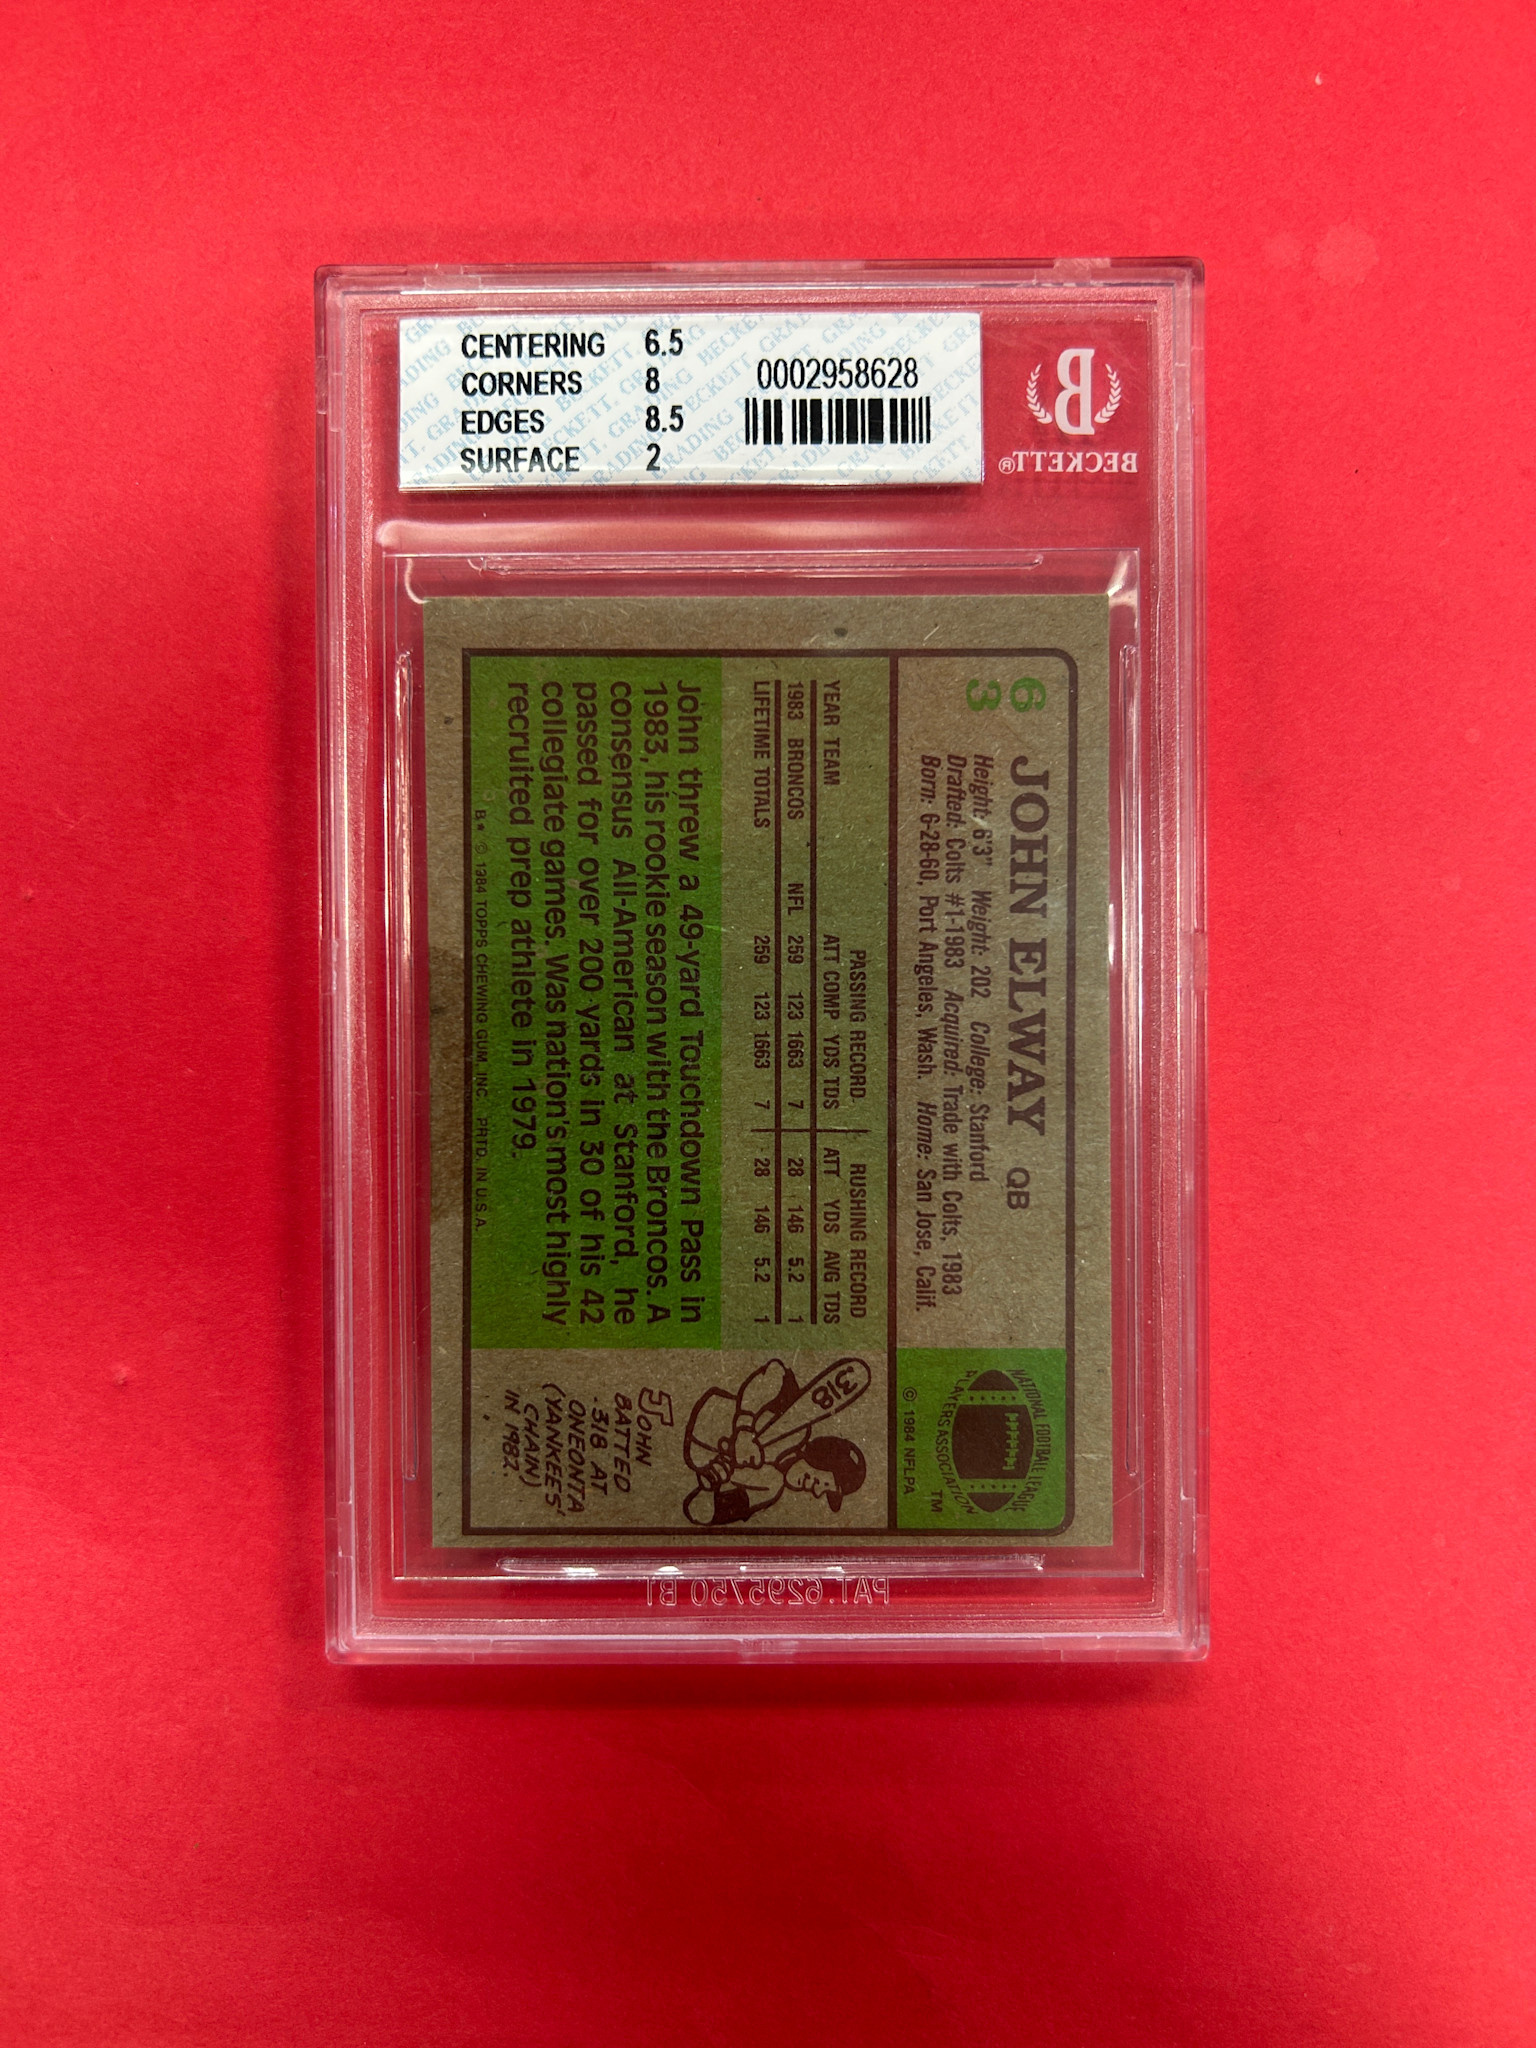 CENTERING 6.5
CORNERS 8
EDGES 8.5
SURFACE 2
0002958628
BECKETT®
63
JOHN ELWAY QB
Height: 6'3" Weight: 202 College: Stanford
Drafted: Colts #1-1983 Acquired: Trade with Colts, 1983
Born: 6-28-60, Port Angeles, Wash. Home: San Jose, Calif.
NATIONAL FOOTBALL LEAGUE
PLAYERS ASSOCIATION
TM
© 1984 NFLPA
PASSING RECORD RUSHING RECORD
YEAR TEAM ATT COMP YDS TDS ATT YDS AVG TDS
1983 BRONCOS NFL 259 123 1663 7 28 146 5.2 1
LIFETIME TOTALS 259 123 1663 7 28 146 5.2 1
John threw a 49-yard Touchdown Pass in
1983, his rookie season with the Broncos. A
consensus All-American at Stanford, he
passed for over 200 yards in 30 of his 42
collegiate games. Was nation's most highly
recruited prep athlete in 1979.
B* © 1984 TOPPS CHEWING GUM, INC. PRTD. IN U.S.A.
318
JOHN
BATTED
.318 AT
ONEONTA
(YANKEES'
CHAIN)
IN 1982.
PAT. 6295750 B1